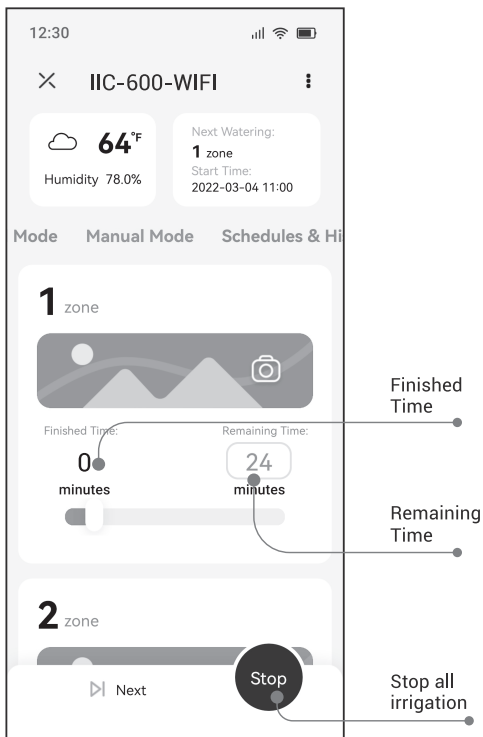 12:30
IIC-600-WIFI
64°F
Humidity 78.0%
Next Watering:
1 zone
Start Time:
2022-03-04 11:00
Mode Manual Mode Schedules & Hi
1 zone
Finished Time:
0
minutes
Remaining Time:
24
minutes
2 zone
Next
Stop
Finished
Time
Remaining
Time
Stop all
irrigation